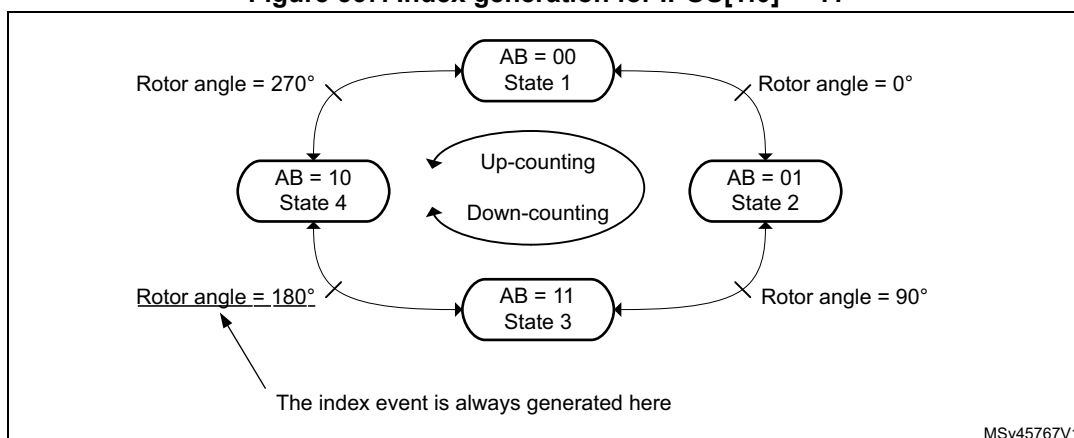 AB = 00
State 1
Rotor angle = 270°
Rotor angle = 0°
Up-counting
AB = 10
State 4
AB = 01
State 2
Down-counting
Rotor angle = 180°
AB = 11
State 3
Rotor angle = 90°
The index event is always generated here